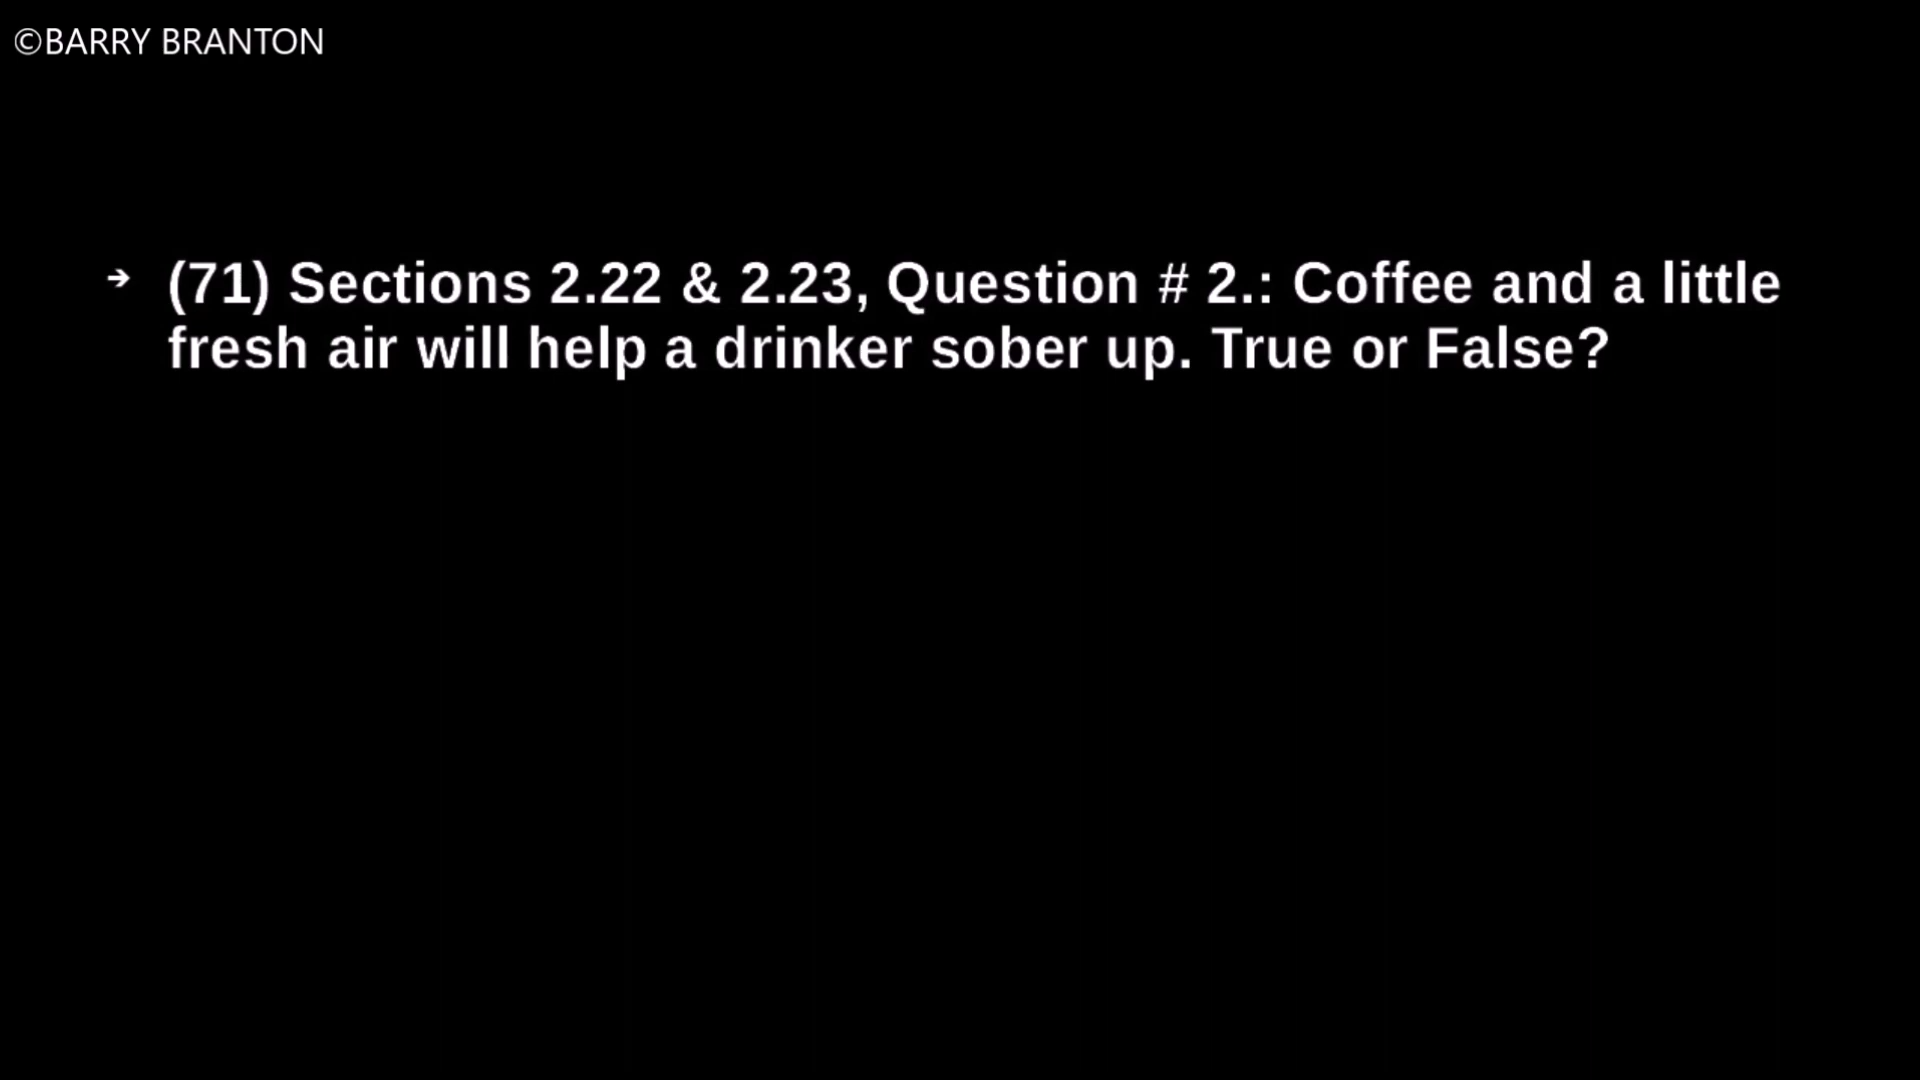 ©BARRY BRANTON
➔ (71) Sections 2.22 & 2.23, Question # 2.: Coffee and a little
fresh air will help a drinker sober up. True or False?